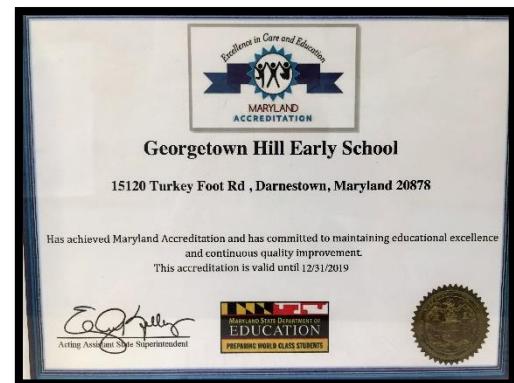 Excellence in Care and Education
MARYLAND
ACCREDITATION
Georgetown Hill Early School
15120 Turkey Foot Rd , Darnestown, Maryland 20878
Has achieved Maryland Accreditation and has committed to maintaining educational excellence
and continuous quality improvement.
This accreditation is valid until 12/31/2019
Acting Assistant State Superintendent
MARYLAND STATE DEPARTMENT OF
EDUCATION
PREPARING WORLD CLASS STUDENTS